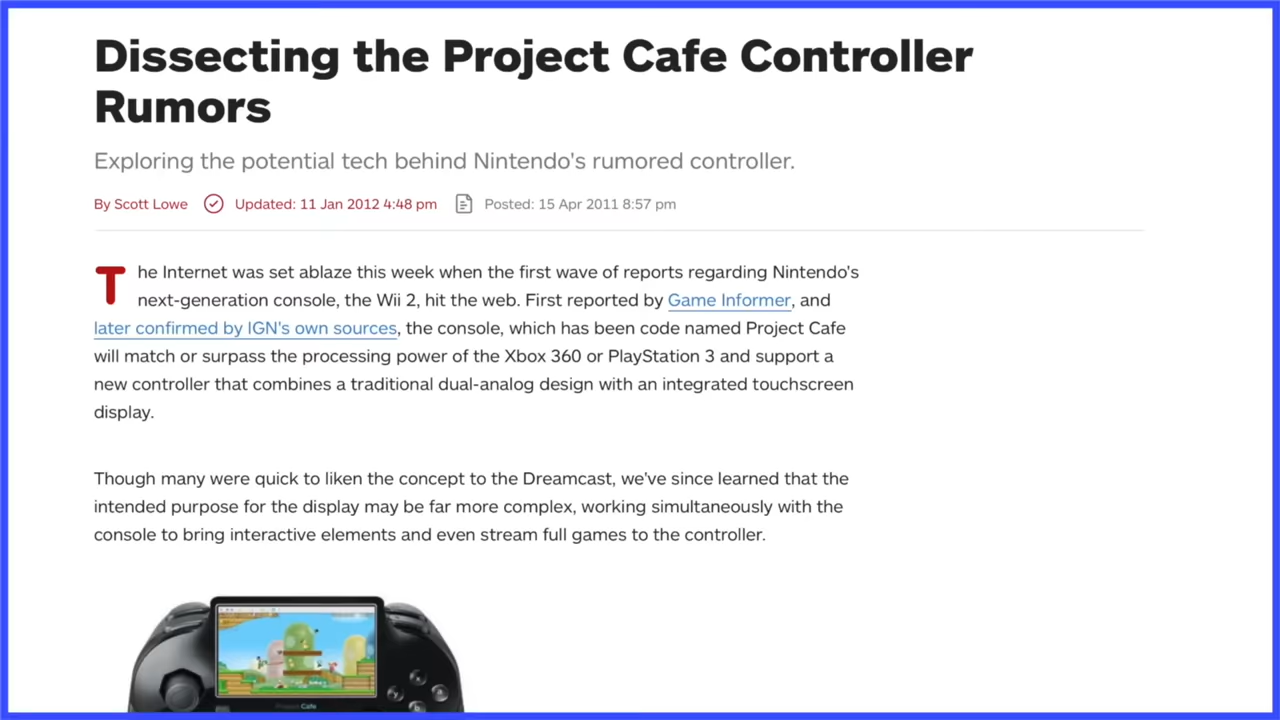 Dissecting the Project Cafe Controller
Rumors
Exploring the potential tech behind Nintendo's rumored controller.
By Scott Lowe Updated: 11 Jan 2012 4:48 pm Posted: 15 Apr 2011 8:57 pm
The Internet was set ablaze this week when the first wave of reports regarding Nintendo's
next-generation console, the Wii 2, hit the web. First reported by Game Informer, and
later confirmed by IGN's own sources, the console, which has been code named Project Cafe
will match or surpass the processing power of the Xbox 360 or PlayStation 3 and support a
new controller that combines a traditional dual-analog design with an integrated touchscreen
display.
Though many were quick to liken the concept to the Dreamcast, we've since learned that the
intended purpose for the display may be far more complex, working simultaneously with the
console to bring interactive elements and even stream full games to the controller.
Project Cafe